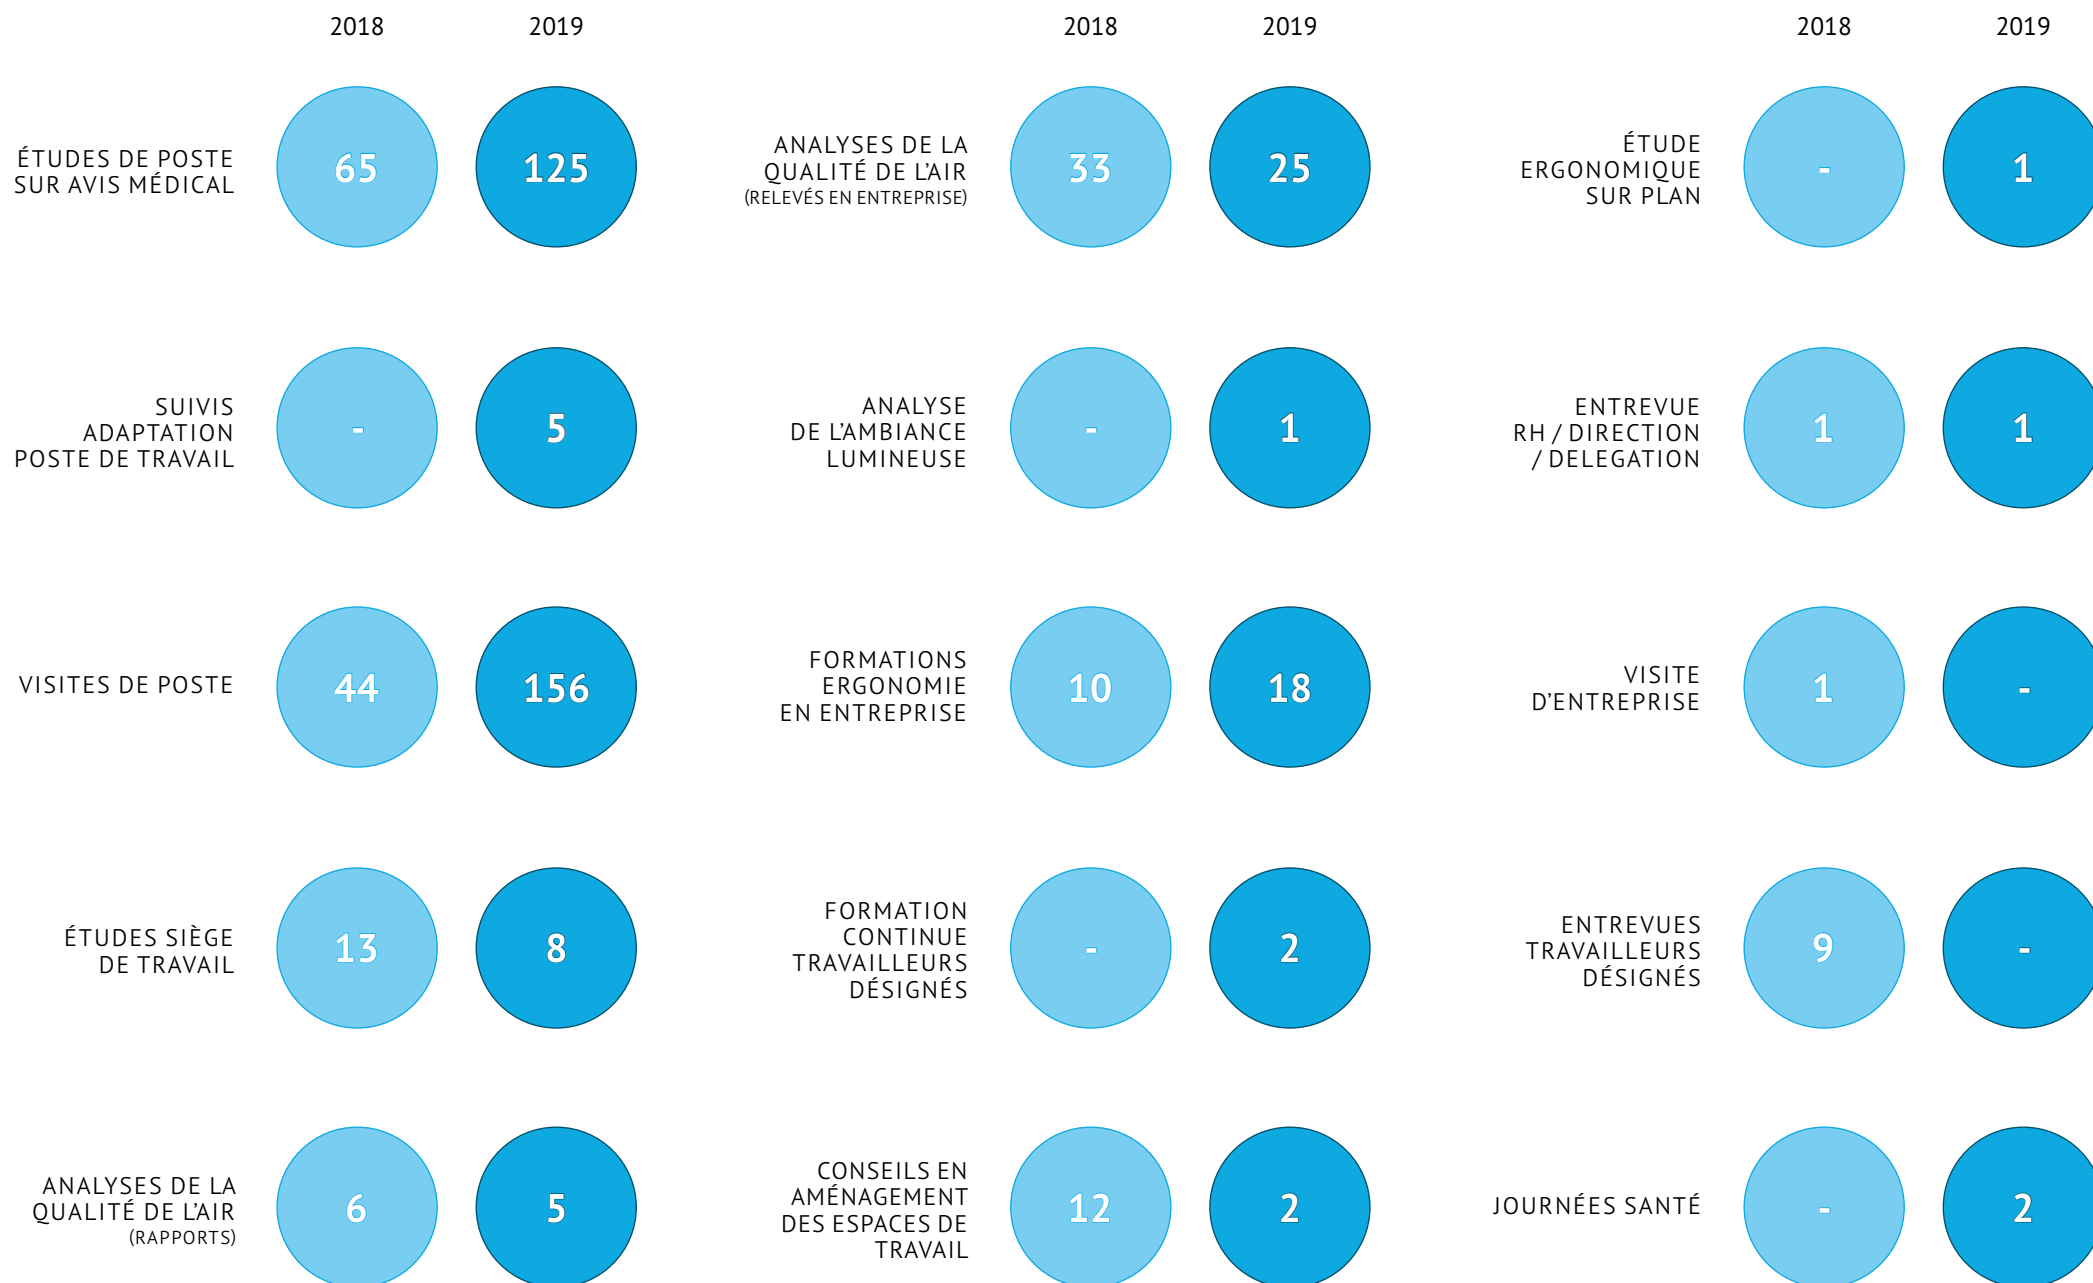 2018 2019
ÉTUDES DE POSTE
SUR AVIS MÉDICAL
65 125
SUIVIS
ADAPTATION
POSTE DE TRAVAIL
- 5
VISITES DE POSTE
44 156
ÉTUDES SIÈGE
DE TRAVAIL
13 8
ANALYSES DE LA
QUALITÉ DE L'AIR
(RAPPORTS)
6 5
2018 2019
ANALYSES DE LA
QUALITÉ DE L'AIR
(RELEVÉS EN ENTREPRISE)
33 25
ANALYSE
DE L'AMBIANCE
LUMINEUSE
- 1
FORMATIONS
ERGONOMIE
EN ENTREPRISE
10 18
FORMATION
CONTINUE
TRAVAILLEURS
DÉSIGNÉS
- 2
CONSEILS EN
AMÉNAGEMENT
DES ESPACES DE
TRAVAIL
12 2
2018 2019
ÉTUDE
ERGONOMIQUE
SUR PLAN
- 1
ENTREVUE
RH / DIRECTION
/ DELEGATION
1 1
VISITE
D'ENTREPRISE
1 -
ENTREVUES
TRAVAILLEURS
DÉSIGNÉS
9 -
JOURNÉES SANTÉ
- 2